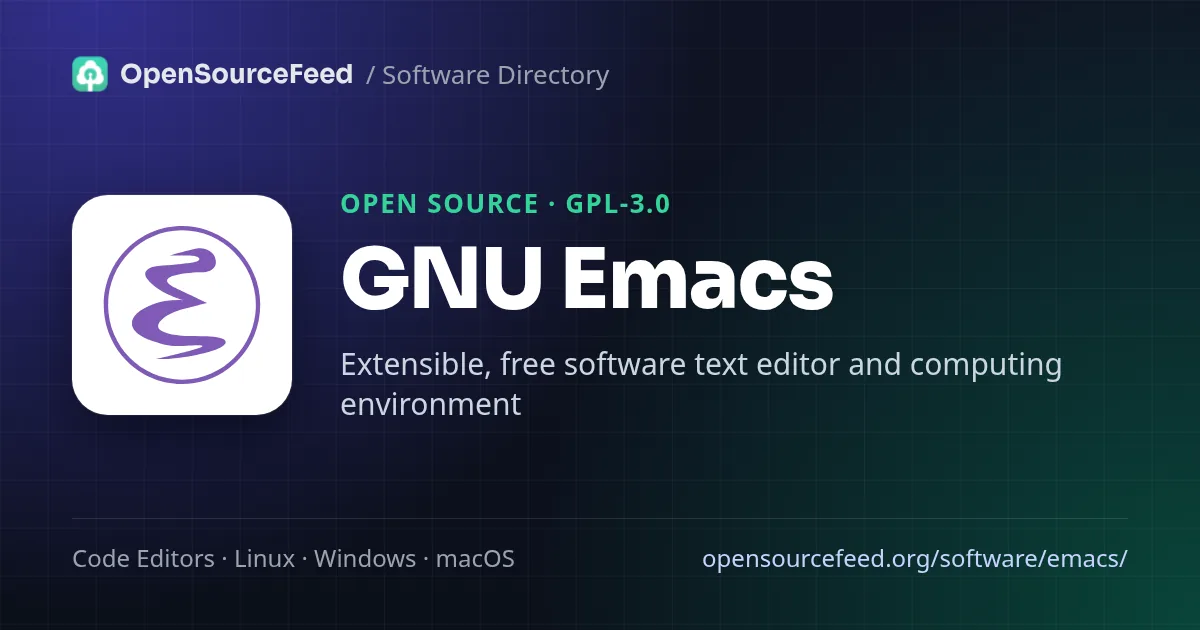 OpenSourceFeed / Software Directory
OPEN SOURCE · GPL-3.0
GNU Emacs
Extensible, free software text editor and computing
environment
Code Editors · Linux · Windows · macOS
opensourcefeed.org/software/emacs/